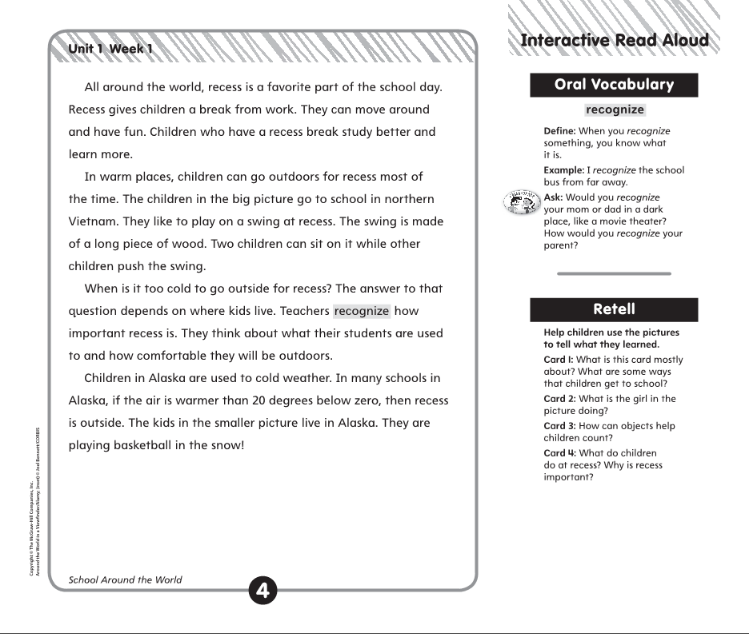 Unit 1 Week 1
All around the world, recess is a favorite part of the school day.
Recess gives children a break from work. They can move around
and have fun. Children who have a recess break study better and
learn more.
In warm places, children can go outdoors for recess most of
the time. The children in the big picture go to school in northern
Vietnam. They like to play on a swing at recess. The swing is made
of a long piece of wood. Two children can sit on it while other
children push the swing.
When is it too cold to go outside for recess? The answer to that
question depends on where kids live. Teachers recognize how
important recess is. They think about what their students are used
to and how comfortable they will be outdoors.
Children in Alaska are used to cold weather. In many schools in
Alaska, if the air is warmer than 20 degrees below zero, then recess
is outside. The kids in the smaller picture live in Alaska. They are
playing basketball in the snow!
School Around the World
4
Copyright © The McGraw-Hill Companies, Inc.
Interactive Read Aloud
Oral Vocabulary
recognize
Define: When you recognize
something, you know what
it is.
Example: I recognize the school
bus from far away.
Ask: Would you recognize
your mom or dad in a dark
place, like a movie theater?
How would you recognize your
parent?
Retell
Help children use the pictures
to tell what they learned.
Card 1: What is this card mostly
about? What are some ways
that children get to school?
Card 2: What is the girl in the
picture doing?
Card 3: How can objects help
children count?
Card 4: What do children
do at recess? Why is recess
important?